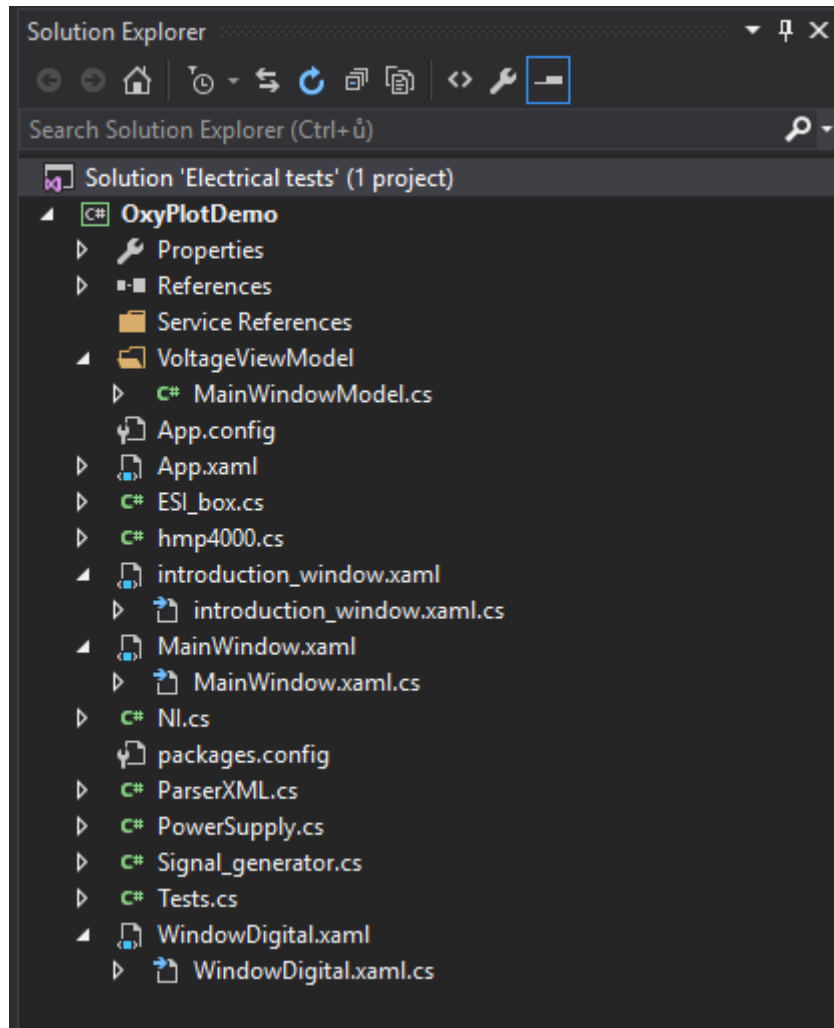 Solution Explorer
Search Solution Explorer (Ctrl+ů)
Solution 'Electrical tests' (1 project)
C# OxyPlotDemo
Properties
References
Service References
VoltageViewModel
C# MainWindowModel.cs
App.config
App.xaml
C# ESI_box.cs
C# hmp4000.cs
introduction_window.xaml
introduction_window.xaml.cs
MainWindow.xaml
MainWindow.xaml.cs
C# NI.cs
packages.config
C# ParserXML.cs
C# PowerSupply.cs
C# Signal_generator.cs
C# Tests.cs
WindowDigital.xaml
WindowDigital.xaml.cs